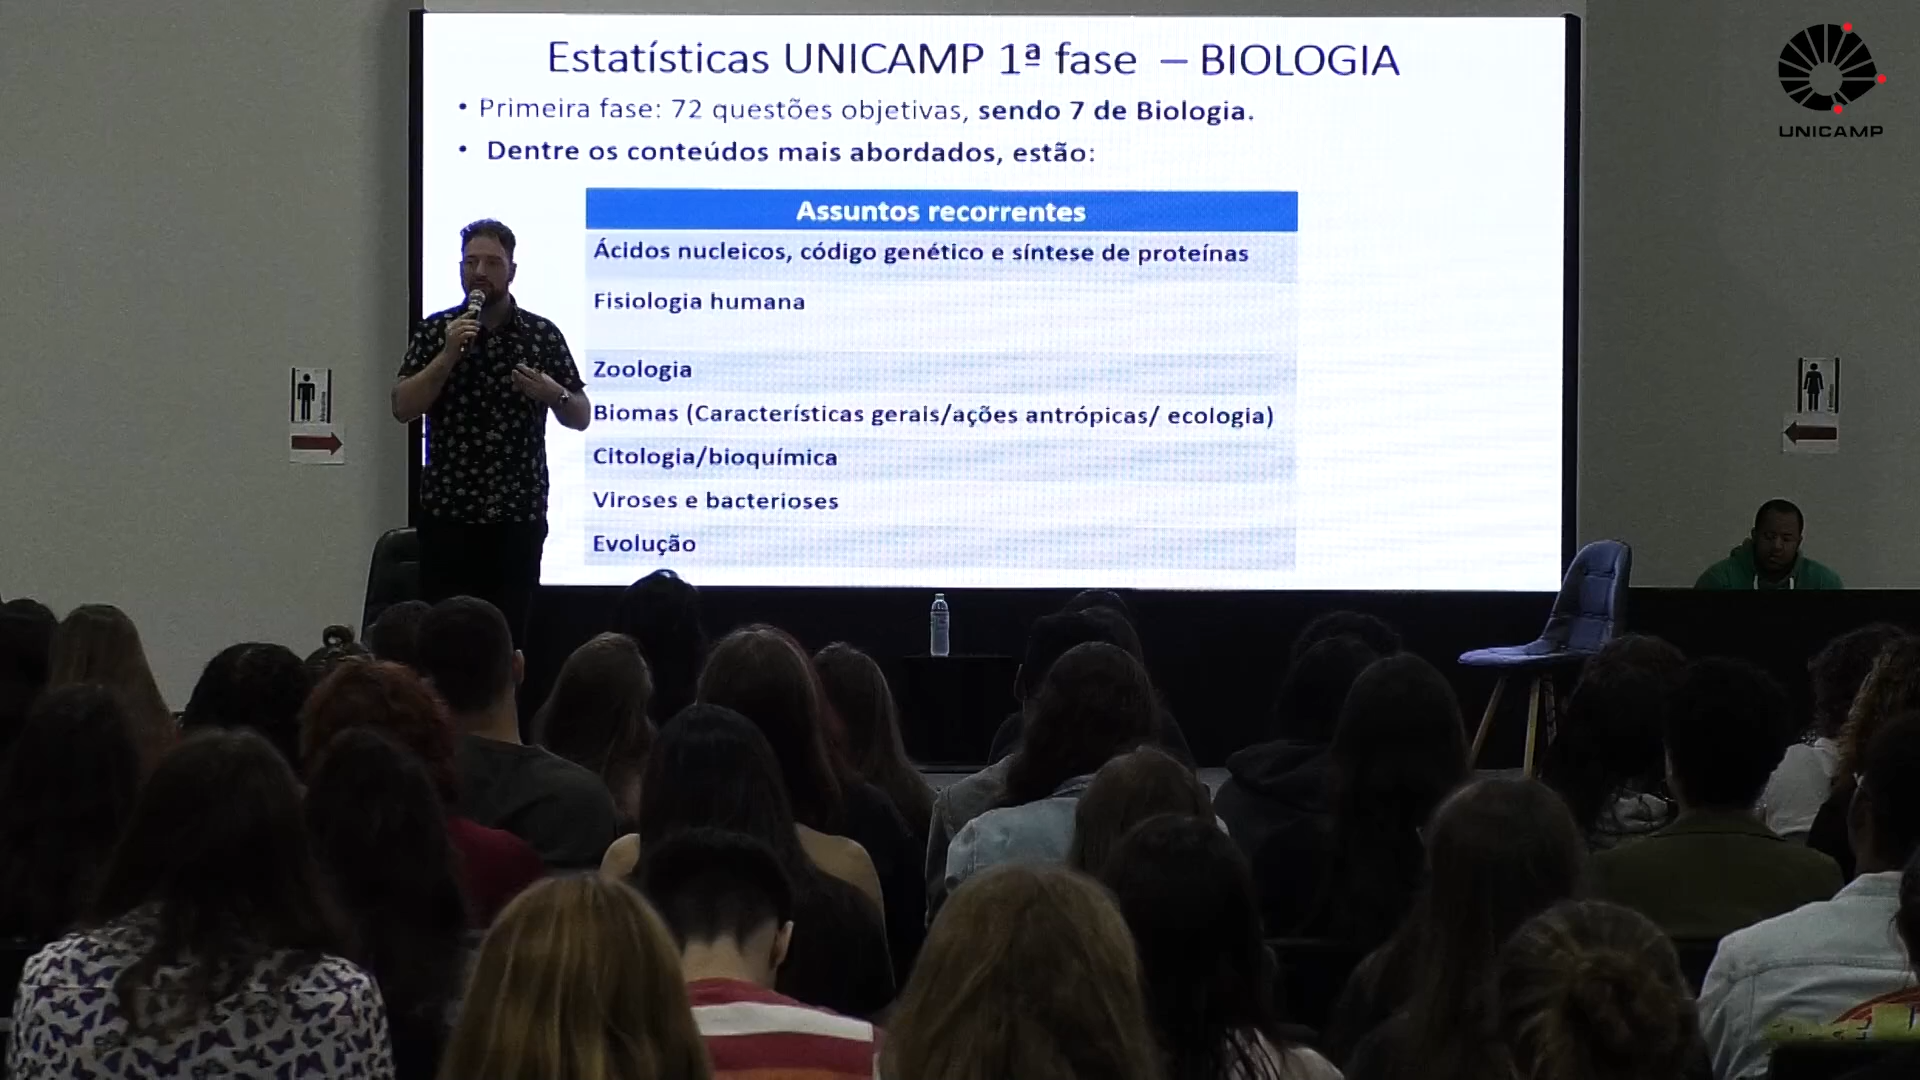 Estatísticas UNICAMP 1ª fase – BIOLOGIA
• Primeira fase: 72 questões objetivas, sendo 7 de Biologia.
• Dentre os conteúdos mais abordados, estão:
Assuntos recorrentes
Ácidos nucleicos, código genético e síntese de proteínas
Fisiologia humana
Zoologia
Biomas (Características gerais/ações antrópicas/ ecologia)
Citologia/bioquímica
Viroses e bacterioses
Evolução
UNICAMP